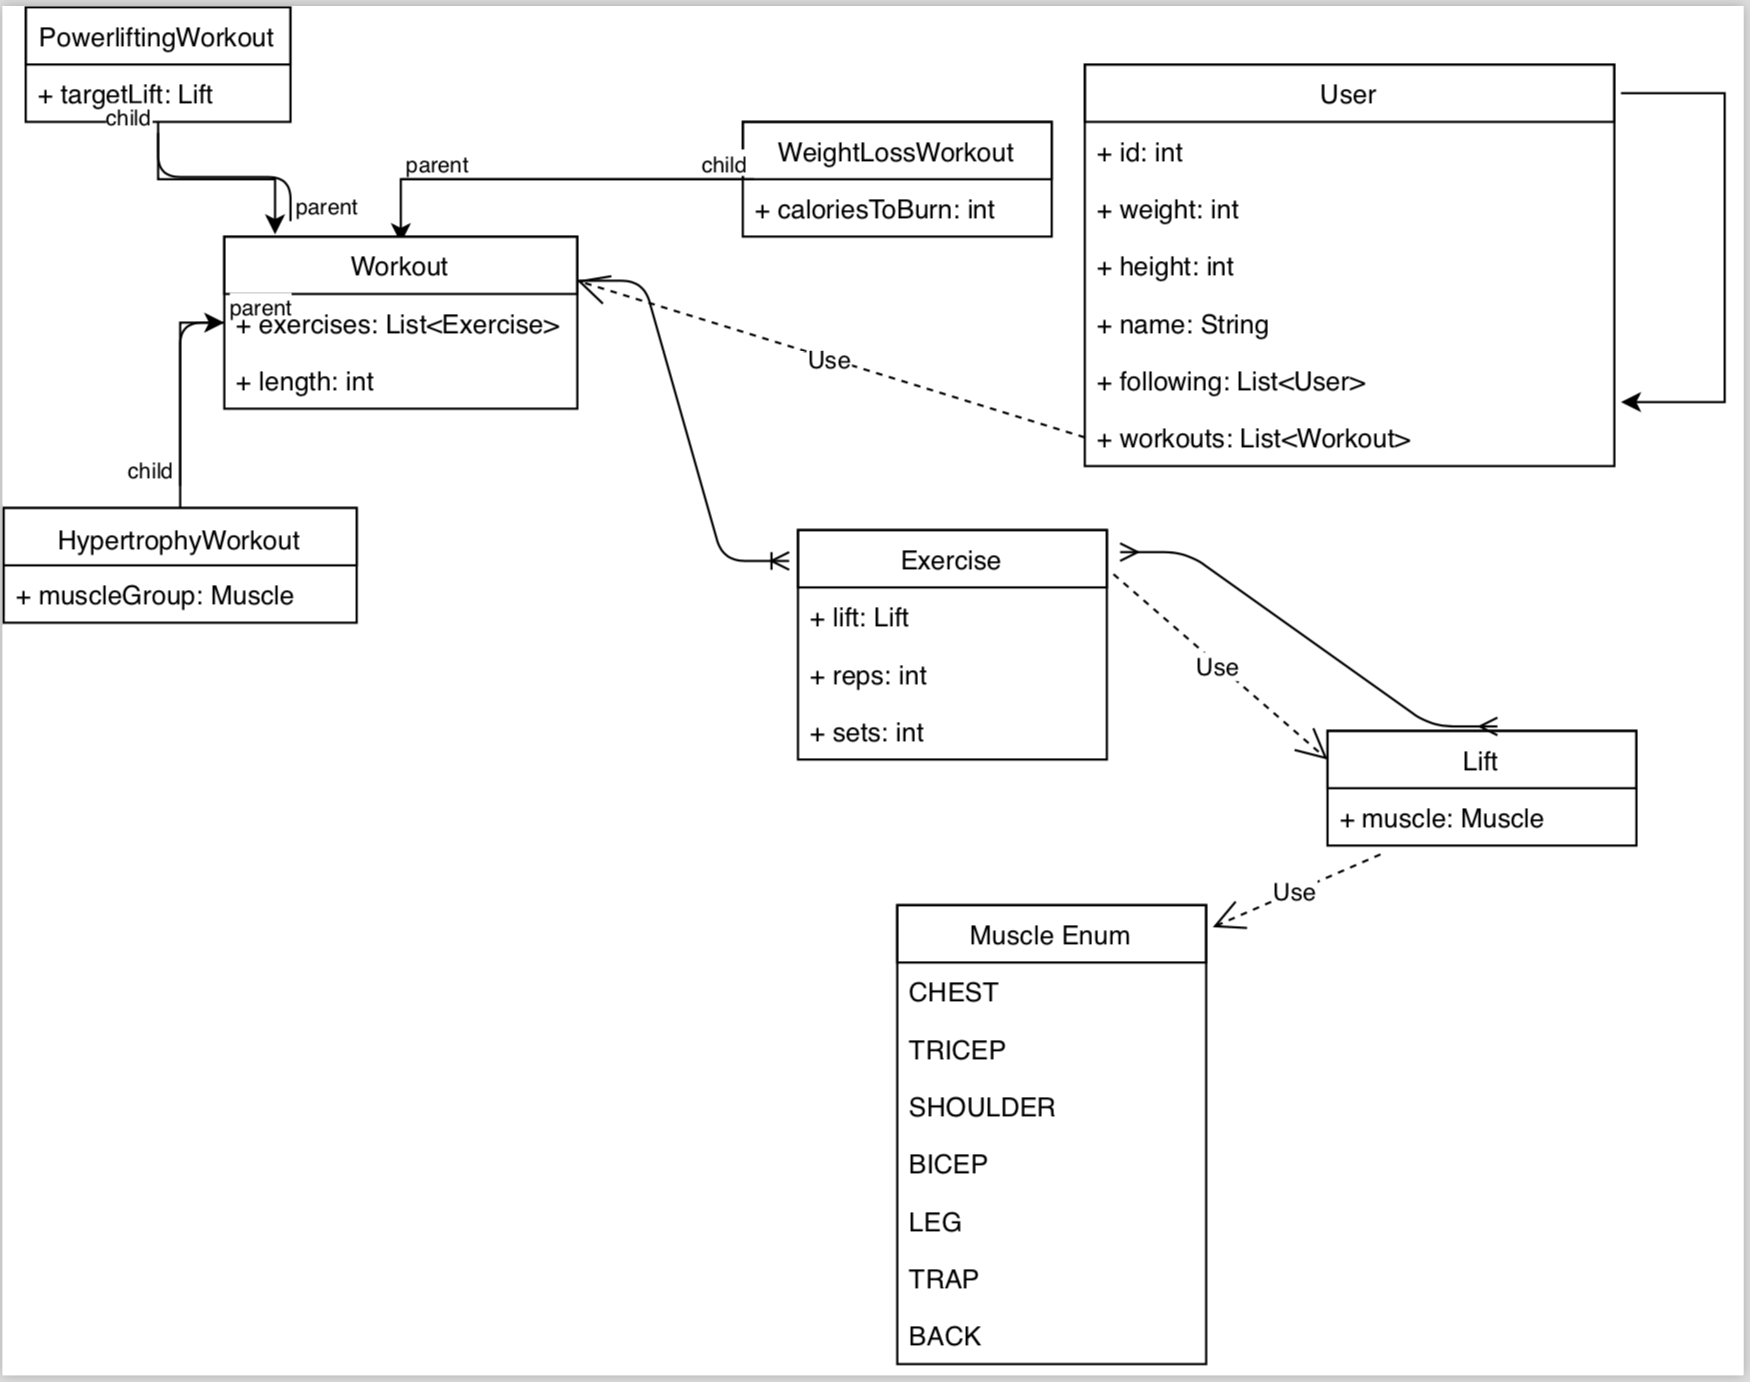 PowerliftingWorkout
+ targetLift: Lift
child
parent
parent
child
WeightLossWorkout
+ caloriesToBurn: int
User
+ id: int
+ weight: int
+ height: int
+ name: String
+ following: List<User>
+ workouts: List<Workout>
Workout
parent
+ exercises: List<Exercise>
+ length: int
Use
child
HypertrophyWorkout
+ muscleGroup: Muscle
Exercise
+ lift: Lift
+ reps: int
+ sets: int
Use
Lift
+ muscle: Muscle
Use
Muscle Enum
CHEST
TRICEP
SHOULDER
BICEP
LEG
TRAP
BACK